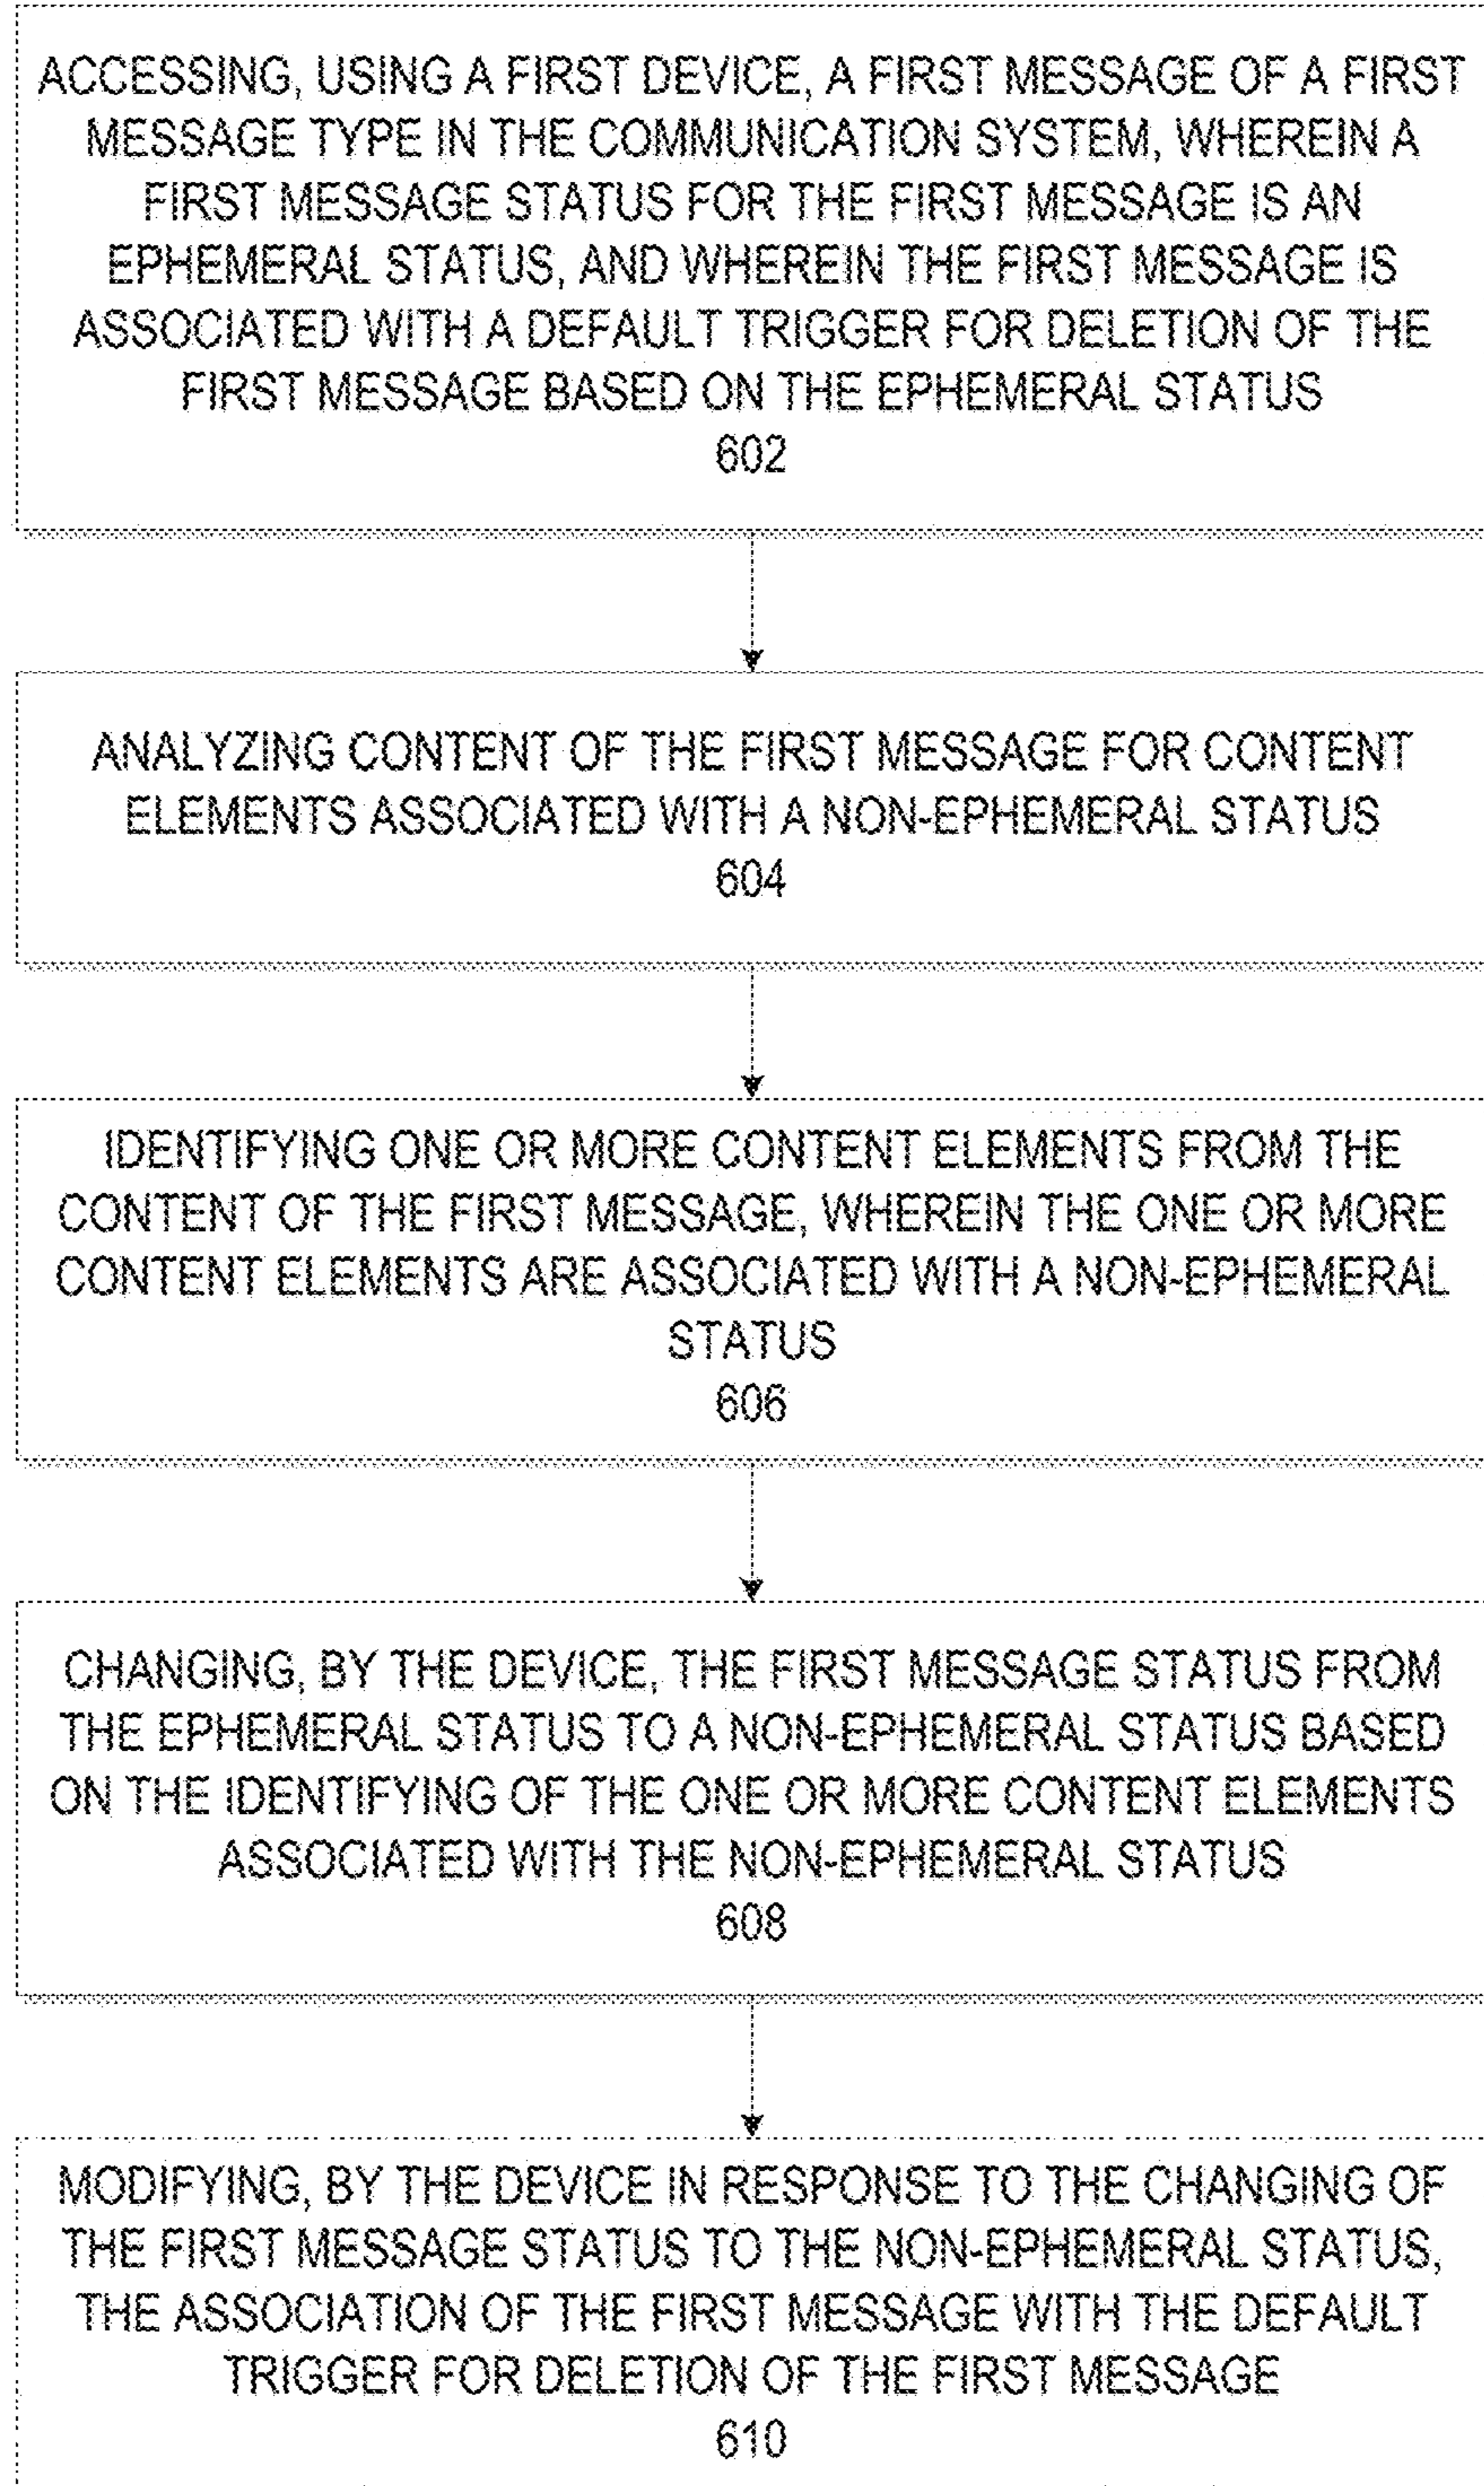 ACCESSING, USING A FIRST DEVICE, A FIRST MESSAGE OF A FIRST
MESSAGE TYPE IN THE COMMUNICATION SYSTEM, WHEREIN A
FIRST MESSAGE STATUS FOR THE FIRST MESSAGE IS AN
EPHEMERAL STATUS, AND WHEREIN THE FIRST MESSAGE IS
ASSOCIATED WITH A DEFAULT TRIGGER FOR DELETION OF THE
FIRST MESSAGE BASED ON THE EPHEMERAL STATUS
602
ANALYZING CONTENT OF THE FIRST MESSAGE FOR CONTENT
ELEMENTS ASSOCIATED WITH A NON-EPHEMERAL STATUS
604
IDENTIFYING ONE OR MORE CONTENT ELEMENTS FROM THE
CONTENT OF THE FIRST MESSAGE, WHEREIN THE ONE OR MORE
CONTENT ELEMENTS ARE ASSOCIATED WITH A NON-EPHEMERAL
STATUS
606
CHANGING, BY THE DEVICE, THE FIRST MESSAGE STATUS FROM
THE EPHEMERAL STATUS TO A NON-EPHEMERAL STATUS BASED
ON THE IDENTIFYING OF THE ONE OR MORE CONTENT ELEMENTS
ASSOCIATED WITH THE NON-EPHEMERAL STATUS
608
MODIFYING, BY THE DEVICE IN RESPONSE TO THE CHANGING OF
THE FIRST MESSAGE STATUS TO THE NON-EPHEMERAL STATUS,
THE ASSOCIATION OF THE FIRST MESSAGE WITH THE DEFAULT
TRIGGER FOR DELETION OF THE FIRST MESSAGE
610